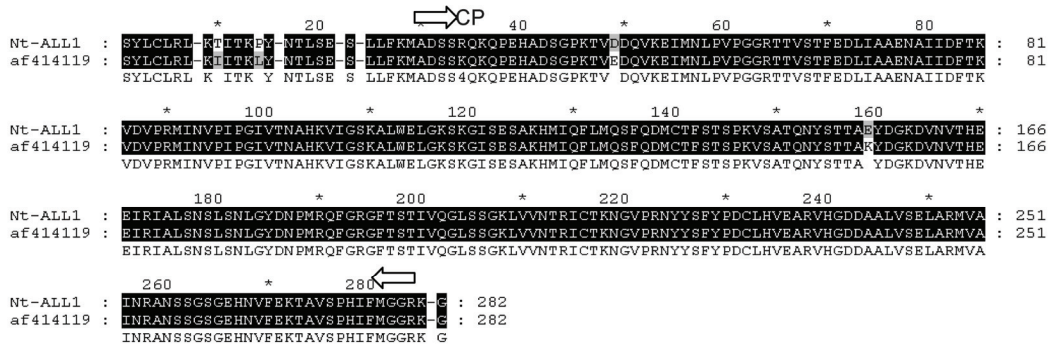 * 20 * CP 40 * 60 * 80
Nt-ALL1 : SYLCLRL-KTITKPY-NTLSE-S-LLFKMADSSRQKQPEHADSGPKTVDDQVKEIMNLPVPGGRTTVSTFEDLIAAENAIIDFTK : 81
af414119 : SYLCLRL-KIITKLY-NTLSE-S-LLFKMADSSRQKQPEHADSGPKTVEDQVKEIMNLPVPGGRTTVSTFEDLIAAENAIIDFTK : 81
SYLCLRL K ITK Y NTLSE S LLFKMADSS4QKQPEHADSGPKTV DQVKEIMNLPVPGGRTTVSTFEDLIAAENAIIDFTK
* 100 * 120 * 140 * 160 *
Nt-ALL1 : VDVPRMINVPIPGIVTNAHKVIGSKALWELGKSKGISESAKHMIQFLMQSFQDMCTFSTSPKVSATQNYSTTAEYDGKDVNVTHE : 166
af414119 : VDVPRMINVPIPGIVTNAHKVIGSKALWELGKSKGISESAKHMIQFLMQSFQDMCTFSTSPKVSATQNYSTTAKYDGKDVNVTHE : 166
VDVPRMINVPIPGIVTNAHKVIGSKALWELGKSKGISESAKHMIQFLMQSFQDMCTFSTSPKVSATQNYSTTA YDGKDVNVTHE
180 * 200 * 220 * 240 *
Nt-ALL1 : EIRIALSNSLSNLGYDNPMRQFGRGFTSTIVQGLSSGKLVVNTRICTKNGVPRNYYSFYPDCLHVEARVHGDDAALVSELARMVA : 251
af414119 : EIRIALSNSLSNLGYDNPMRQFGRGFTSTIVQGLSSGKLVVNTRICTKNGVPRNYYSFYPDCLHVEARVHGDDAALVSELARMVA : 251
EIRIALSNSLSNLGYDNPMRQFGRGFTSTIVQGLSSGKLVVNTRICTKNGVPRNYYSFYPDCLHVEARVHGDDAALVSELARMVA
260 * 280
Nt-ALL1 : INRANSSGSGEHNVFEKTAVSPHIFMGGRK-G : 282
af414119 : INRANSSGSGEHNVFEKTAVSPHIFMGGRK-G : 282
INRANSSGSGEHNVFEKTAVSPHIFMGGRK G